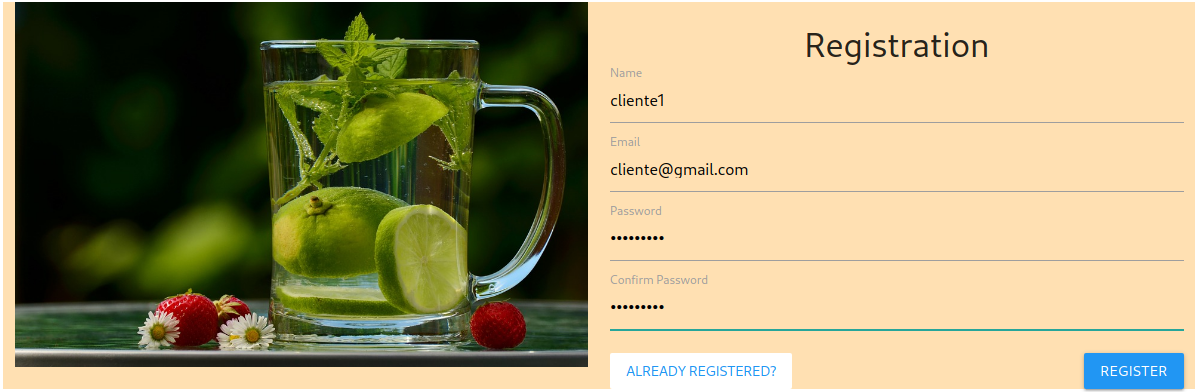 Registration
Name
cliente1
Email
cliente@gmail.com
Password
•••••••••
Confirm Password
•••••••••
ALREADY REGISTERED?
REGISTER